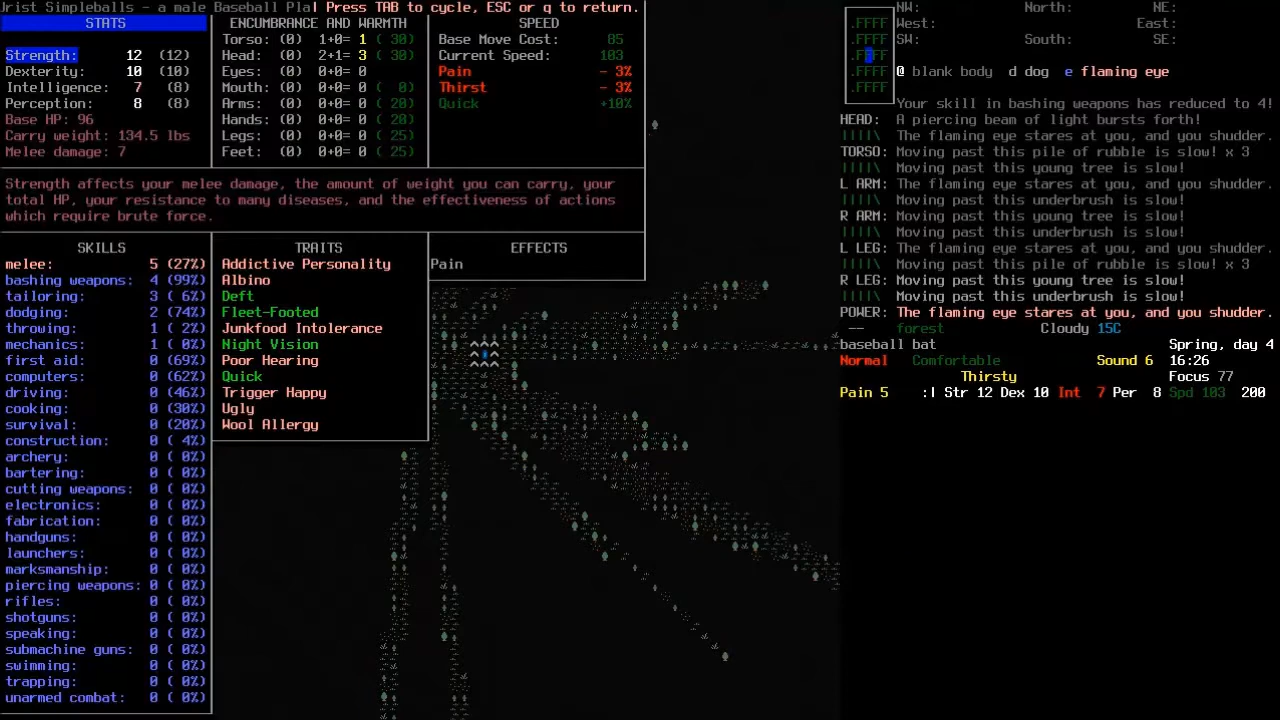 Jrist Simpleballs - a male Baseball Pla| Press TAB to cycle, ESC or q to return.
STATS
Strength: 12 (12)
Dexterity: 10 (10)
Intelligence: 7 (8)
Perception: 8 (8)
Base HP: 96
Carry weight: 134.5 lbs
Melee damage: 7
ENCUMBRANCE AND WARMTH
Torso: (0) 1+0= 1 ( 30)
Head: (0) 2+1= 3 ( 30)
Eyes: (0) 0+0= 0
Mouth: (0) 0+0= 0 ( 0)
Arms: (0) 0+0= 0 ( 20)
Hands: (0) 0+0= 0 ( 20)
Legs: (0) 0+0= 0 ( 25)
Feet: (0) 0+0= 0 ( 25)
SPEED
Base Move Cost: 85
Current Speed: 103
Pain - 3%
Thirst - 3%
Quick +10%
Strength affects your melee damage, the amount of weight you can carry, your
total HP, your resistance to many diseases, and the effectiveness of actions
which require brute force.
SKILLS
melee: 5 (27%)
bashing weapons: 4 (99%)
tailoring: 3 ( 6%)
dodging: 2 (74%)
throwing: 1 ( 2%)
mechanics: 1 ( 0%)
first aid: 0 (69%)
computers: 0 (62%)
driving: 0 (46%)
cooking: 0 (30%)
survival: 0 (20%)
construction: 0 ( 4%)
archery: 0 ( 0%)
bartering: 0 ( 0%)
cutting weapons: 0 ( 0%)
electronics: 0 ( 0%)
fabrication: 0 ( 0%)
handguns: 0 ( 0%)
launchers: 0 ( 0%)
marksmanship: 0 ( 0%)
piercing weapons: 0 ( 0%)
rifles: 0 ( 0%)
shotguns: 0 ( 0%)
speaking: 0 ( 0%)
submachine guns: 0 ( 0%)
swimming: 0 ( 0%)
trapping: 0 ( 0%)
unarmed combat: 0 ( 0%)
TRAITS
Addictive Personality
Albino
Deft
Fleet-Footed
Junkfood Intolerance
Night Vision
Poor Hearing
Quick
Trigger Happy
Ugly
Wool Allergy
EFFECTS
Pain
.FFFF
.FFFF
.FFFF
.FFFF
.FFFF
NW: North: NE:
West: East:
SW: South: SE:
@ blank body d dog e flaming eye
Your skill in bashing weapons has reduced to 4!
HEAD: A piercing beam of light bursts forth!
||||\ The flaming eye stares at you, and you shudder.
TORSO: Moving past this pile of rubble is slow! x 3
||||\ Moving past this young tree is slow!
L ARM: The flaming eye stares at you, and you shudder.
||||\ Moving past this underbrush is slow!
R ARM: Moving past this young tree is slow!
||||\ Moving past this underbrush is slow!
L LEG: The flaming eye stares at you, and you shudder.
||||\ Moving past this pile of rubble is slow! x 3
R LEG: Moving past this young tree is slow!
||||\ Moving past this underbrush is slow!
POWER: The flaming eye stares at you, and you shudder.
-- forest Cloudy 15C
baseball bat Spring, day 4
Normal Comfortable Sound 6 16:26
Thirsty Focus 77
Pain 5 :| Str 12 Dex 10 Int 7 Per 8 Spd 103 200